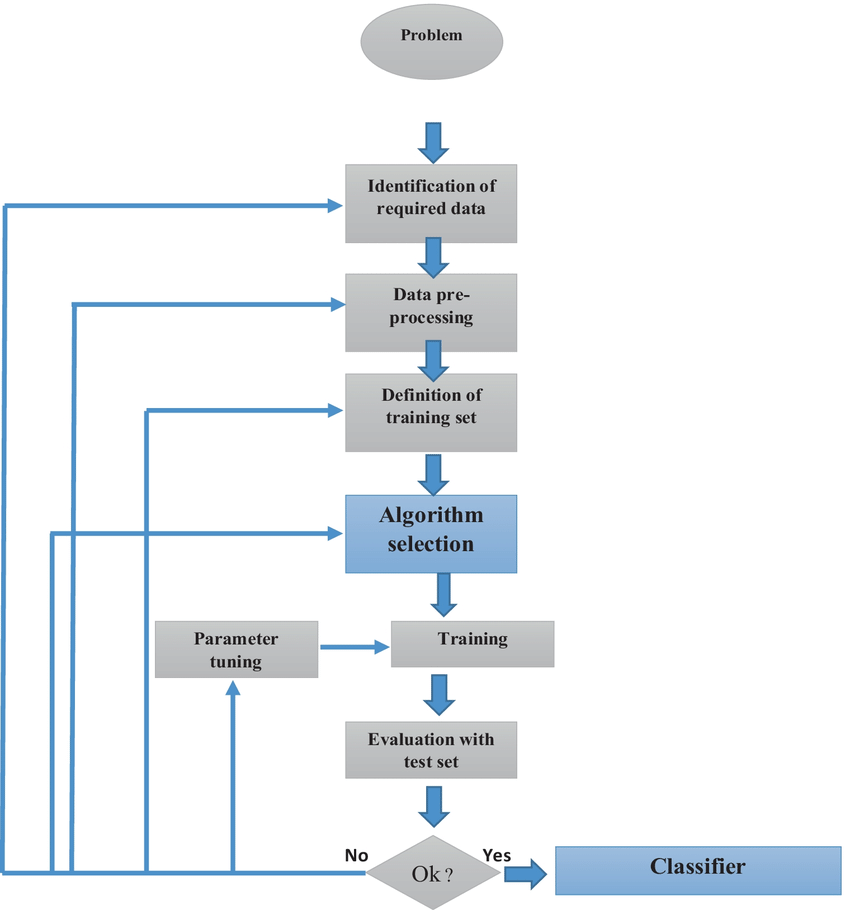 Problem
Identification of
required data
Data pre-
processing
Definition of
training set
Algorithm
selection
Parameter
tuning
Training
Evaluation with
test set
No
Ok?
Yes
Classifier